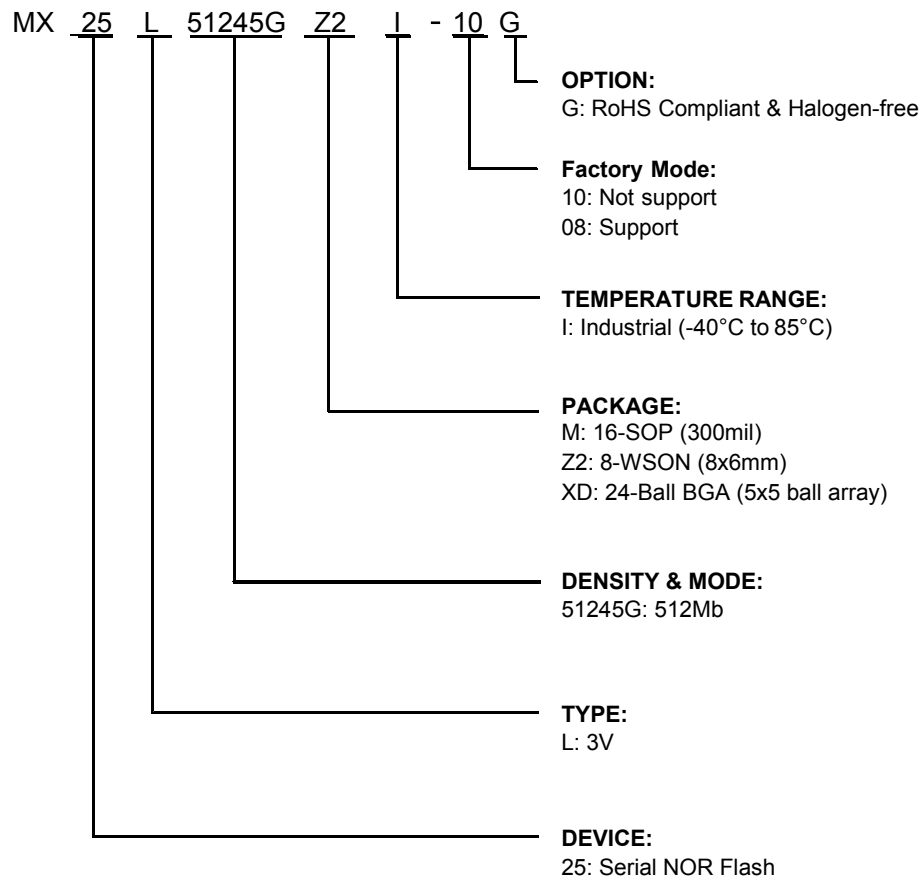 MX 25 L 51245G Z2 I - 10 G
OPTION:
G: RoHS Compliant & Halogen-free
Factory Mode:
10: Not support
08: Support
TEMPERATURE RANGE:
I: Industrial (-40°C to 85°C)
PACKAGE:
M: 16-SOP (300mil)
Z2: 8-WSON (8x6mm)
XD: 24-Ball BGA (5x5 ball array)
DENSITY & MODE:
51245G: 512Mb
TYPE:
L: 3V
DEVICE:
25: Serial NOR Flash